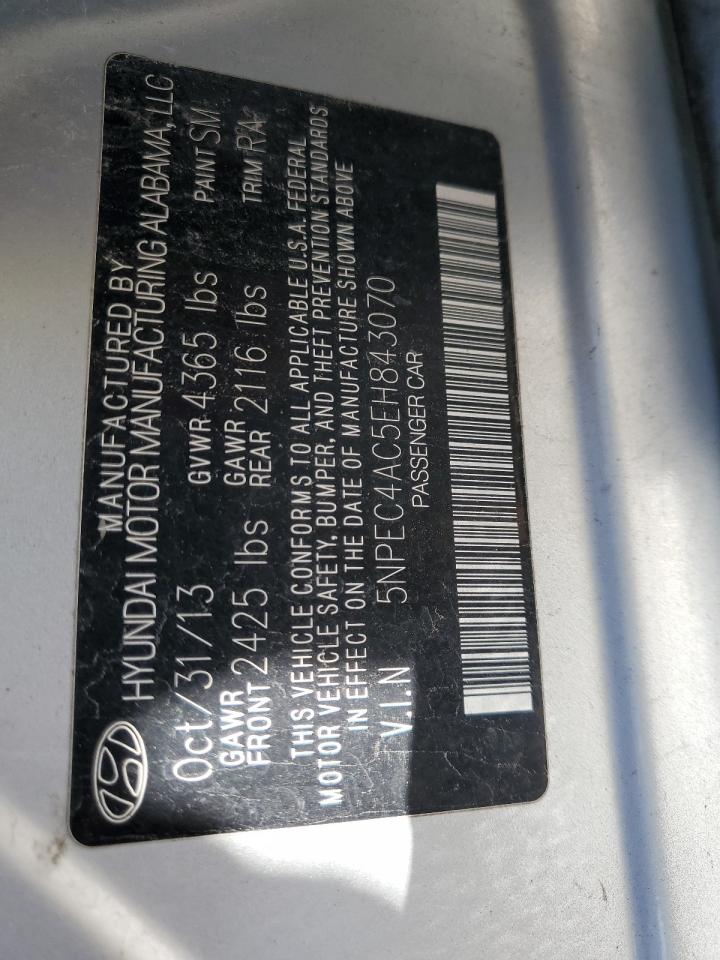 MANUFACTURED BY
HYUNDAI MOTOR MANUFACTURING ALABAMA, LLC
Oct/31/13 GVWR 4365 lbs PAINT SM
GAWR FRONT 2425 lbs GAWR REAR 2116 lbs TRIM RAJ
THIS VEHICLE CONFORMS TO ALL APPLICABLE U.S.A. FEDERAL
MOTOR VEHICLE SAFETY, BUMPER, AND THEFT PREVENTION STANDARDS
IN EFFECT ON THE DATE OF MANUFACTURE SHOWN ABOVE
V.I.N 5NPEC4AC5EH843070
PASSENGER CAR